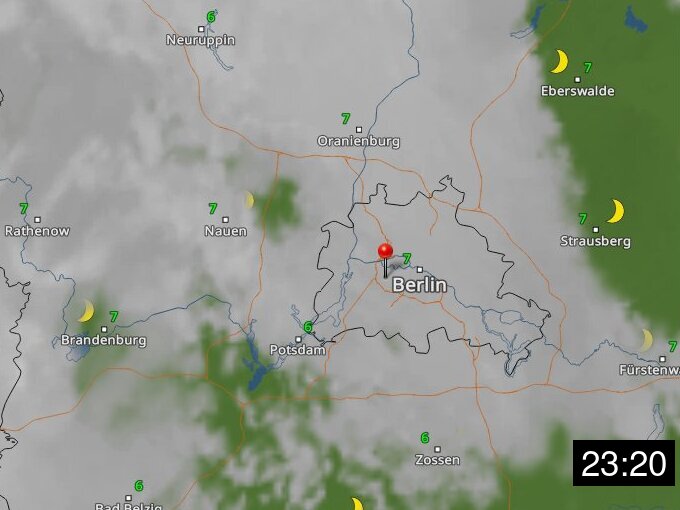 6
Neuruppin
7
Eberswalde
7
Oranienburg
7
Rathenow
7
Nauen
7
Strausberg
7
Berlin
7
Brandenburg
6
Potsdam
7
Fürstenwa
6
Zossen
23:20
6
Bad Belzig